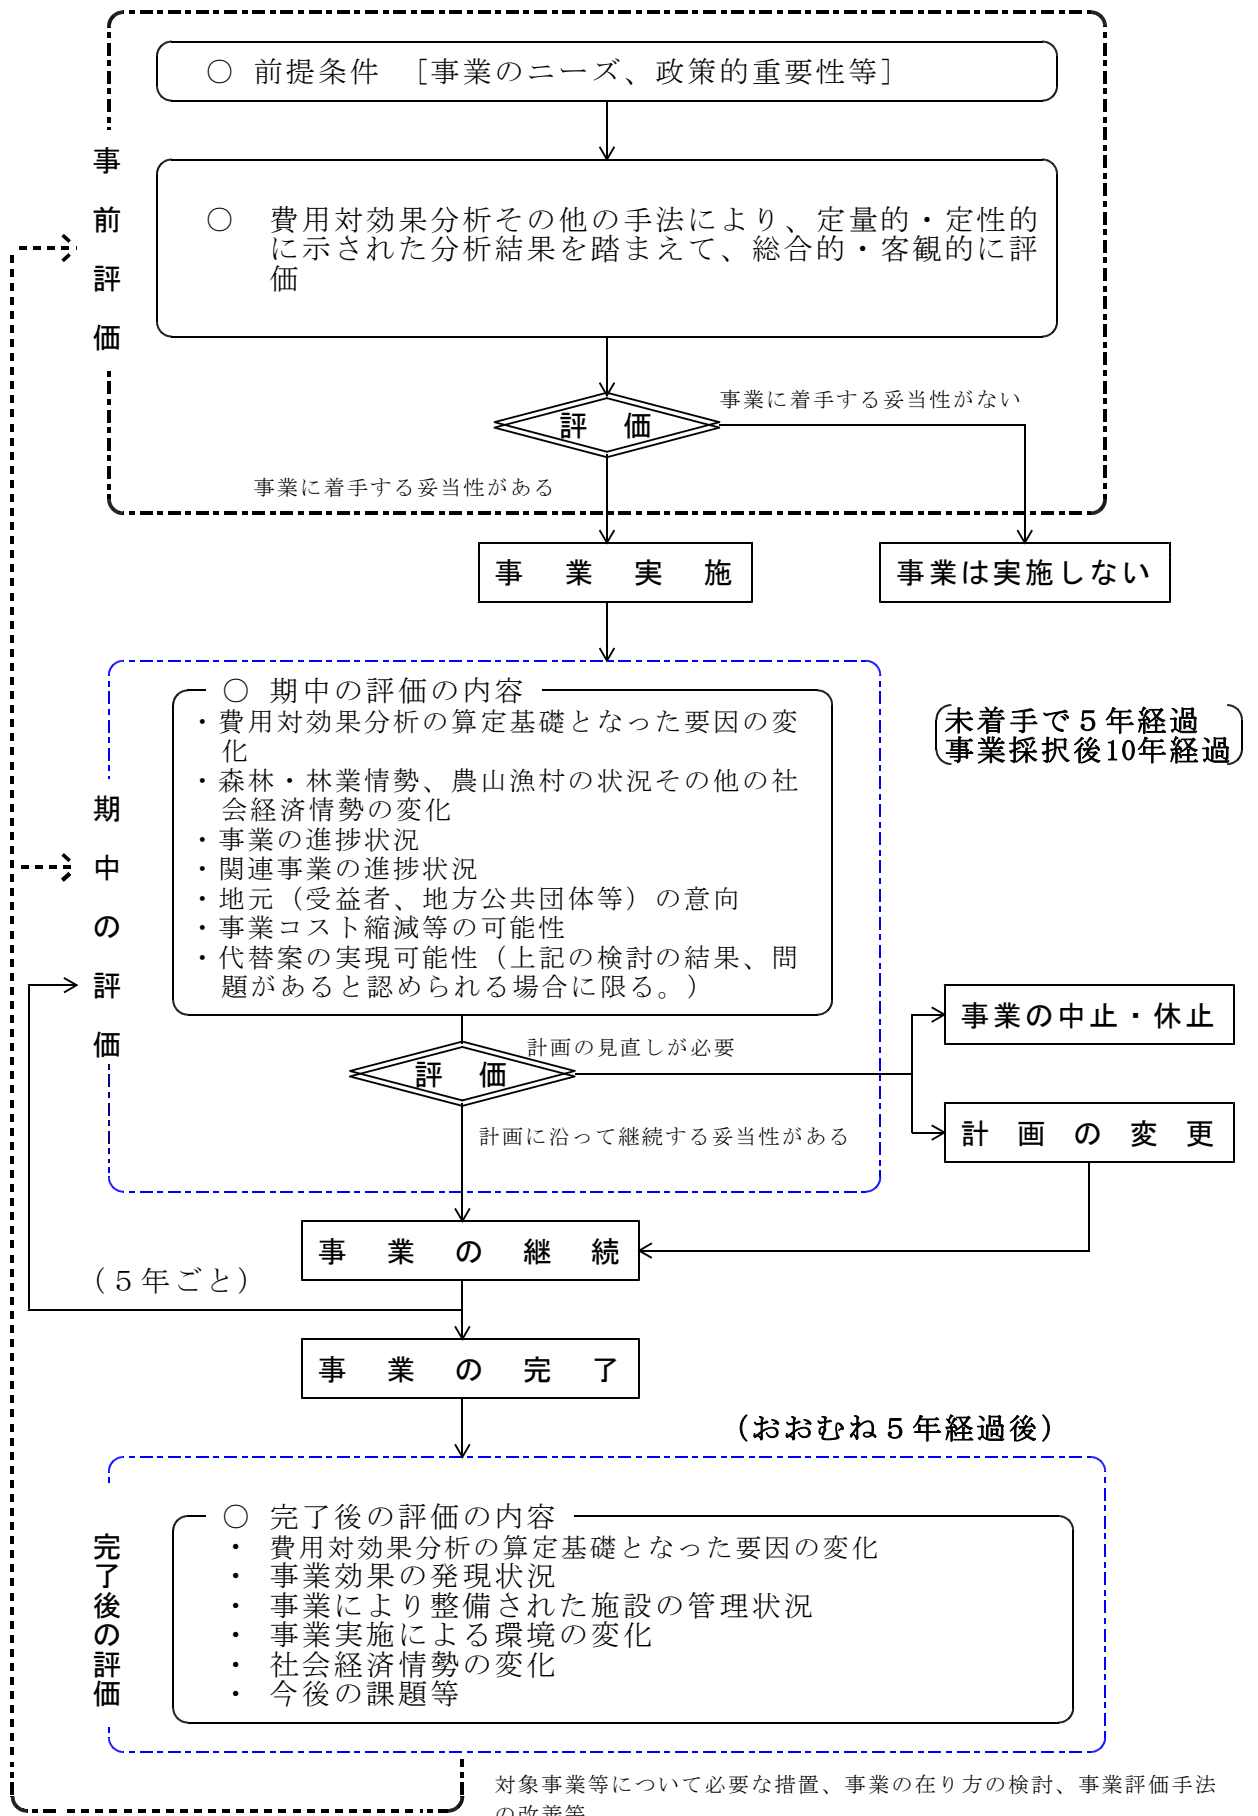 ○ 前提条件 ［事業のニーズ、政策的重要性等］
事前評価
○ 費用対効果分析その他の手法により、定量的・定性的
に示された分析結果を踏まえて、総合的・客観的に評
価
事業に着手する妥当性がない
評 価
事業に着手する妥当性がある
事 業 実 施
事業は実施しない
期中の評価
○ 期中の評価の内容
・費用対効果分析の算定基礎となった要因の変
化
・森林・林業情勢、農山漁村の状況その他の社
会経済情勢の変化
・事業の進捗状況
・関連事業の進捗状況
・地元（受益者、地方公共団体等）の意向
・事業コスト縮減等の可能性
・代替案の実現可能性（上記の検討の結果、問
題があると認められる場合に限る。）
未着手で５年経過
事業採択後10年経過
事業の中止・休止
計画の見直しが必要
評 価
計 画 の 変 更
計画に沿って継続する妥当性がある
事 業 の 継 続
（５年ごと）
事 業 の 完 了
（おおむね５年経過後）
完了後の評価
○ 完了後の評価の内容
・ 費用対効果分析の算定基礎となった要因の変化
・ 事業効果の発現状況
・ 事業により整備された施設の管理状況
・ 事業実施による環境の変化
・ 社会経済情勢の変化
・ 今後の課題等
対象事業等について必要な措置、事業の在り方の検討、事業評価手法
の改善等